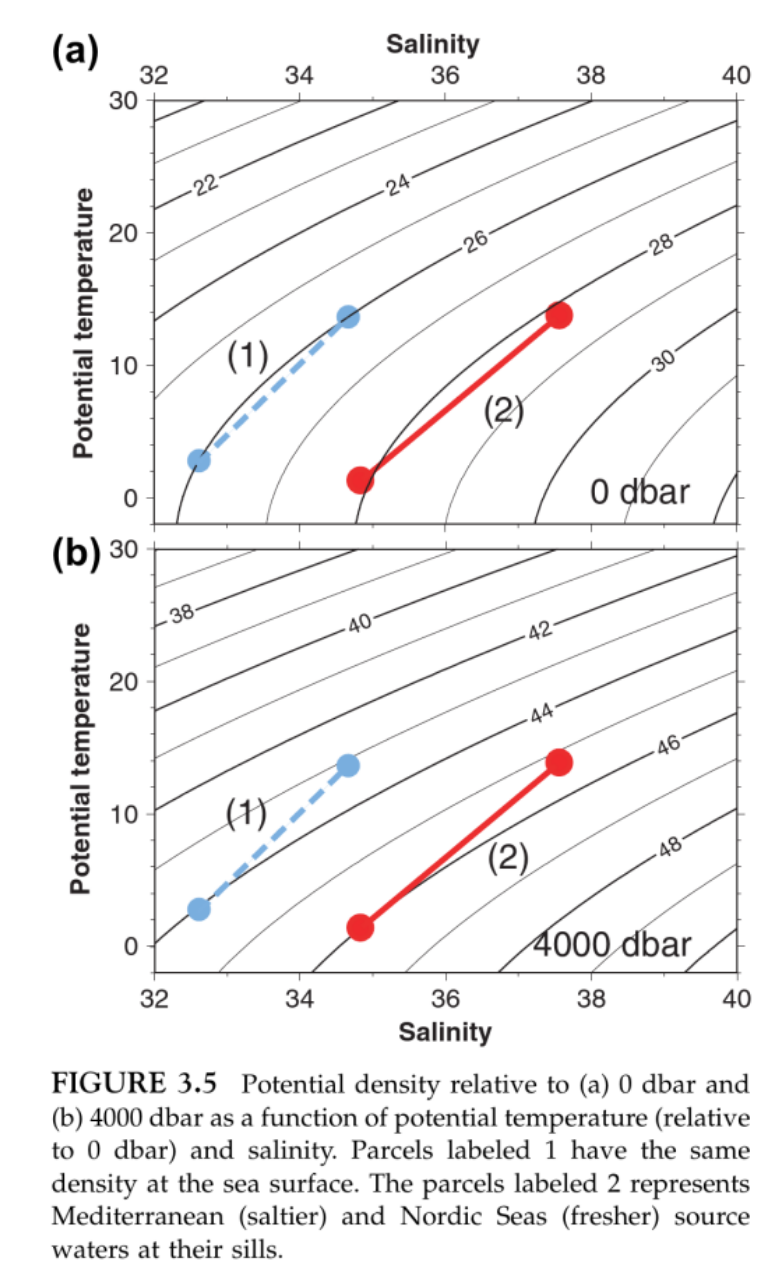 (a)
Salinity
32 34 36 38 40
30
20
10
0
Potential temperature
22
24
26
28
30
(1)
(2)
0 dbar
(b)
30
20
10
0
Potential temperature
38
40
42
44
46
48
(1)
(2)
4000 dbar
32 34 36 38 40
Salinity
FIGURE 3.5 Potential density relative to (a) 0 dbar and
(b) 4000 dbar as a function of potential temperature (relative
to 0 dbar) and salinity. Parcels labeled 1 have the same
density at the sea surface. The parcels labeled 2 represents
Mediterranean (saltier) and Nordic Seas (fresher) source
waters at their sills.